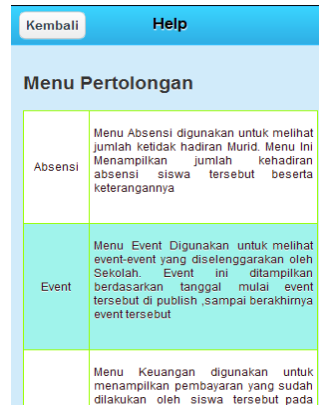 Kembali
Help
Menu Pertolongan
Absensi
Menu Absensi digunakan untuk melihat
jumlah ketidak hadiran Murid. Menu Ini
Menampilkan jumlah kehadiran
absensi siswa tersebut beserta
keterangannya
Event
Menu Event Digunakan untuk melihat
event-event yang diselenggarakan oleh
Sekolah. Event ini ditampilkan
berdasarkan tanggal mulai event
tersebut di publish ,sampai berakhirnya
event tersebut
Menu Keuangan digunakan untuk
menampilkan pembayaran yang sudah
dilakukan oleh siswa tersebut pada